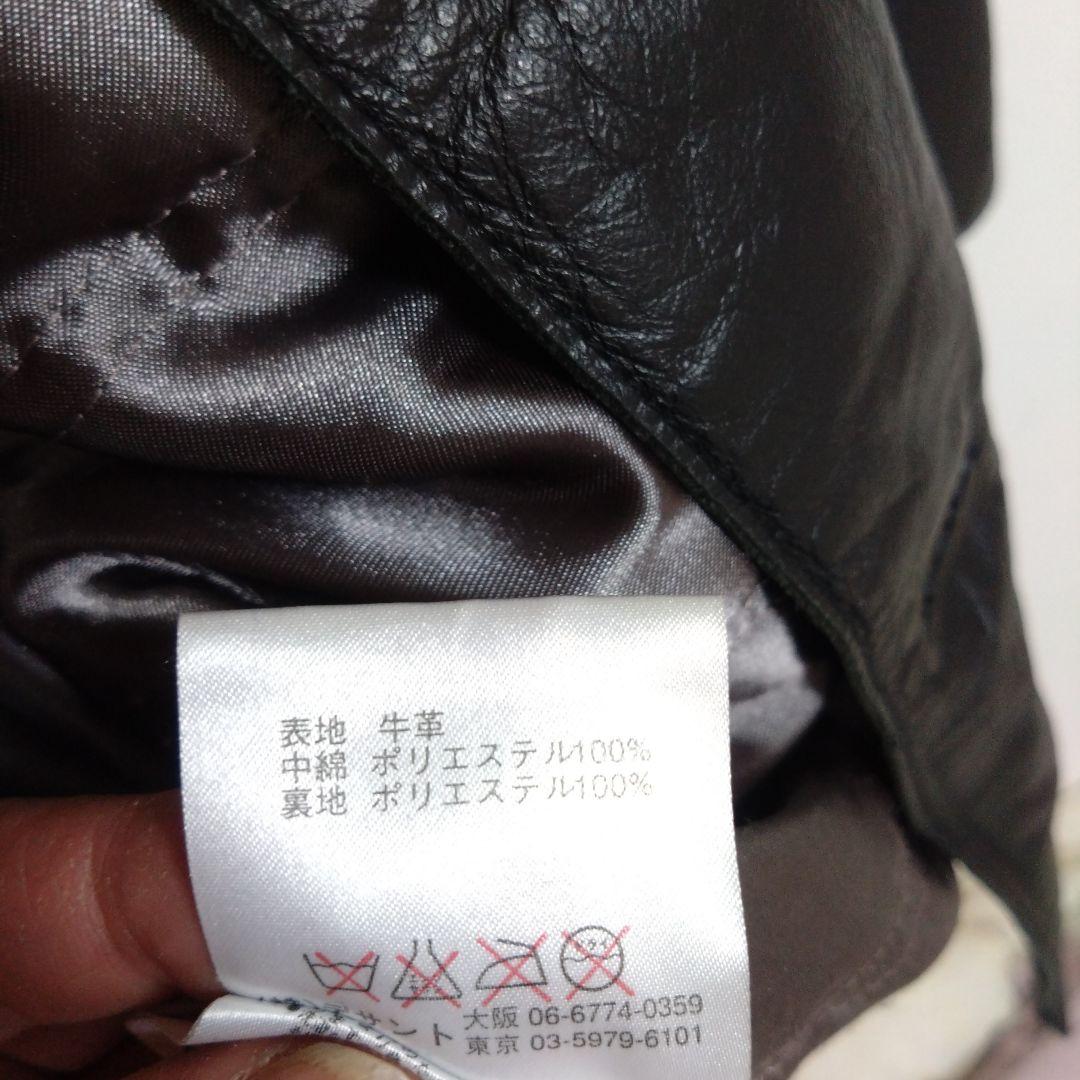 表地 牛革
中綿 ポリエステル100%
裏地 ポリエステル100%
大阪 06-6774-0359
東京 03-5979-6101